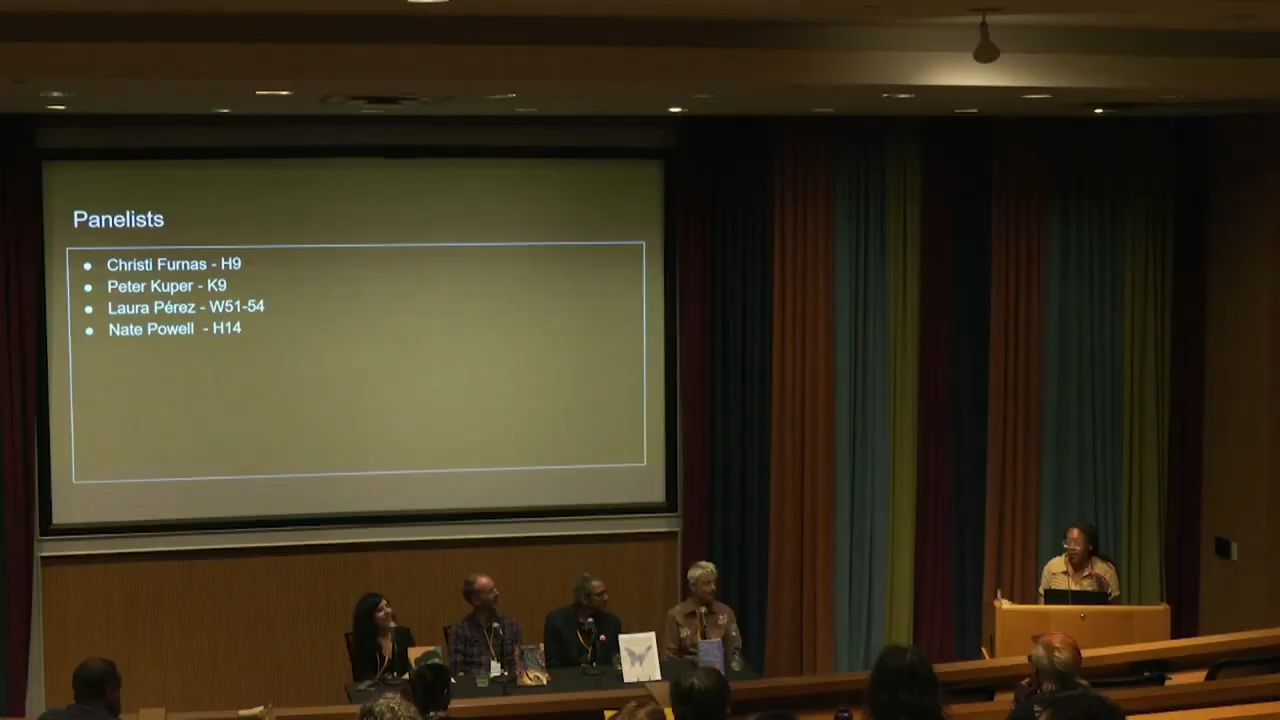 Panelists
● Christi Furnas - H9
● Peter Kuper - K9
● Laura Pérez - W51-54
● Nate Powell - H14